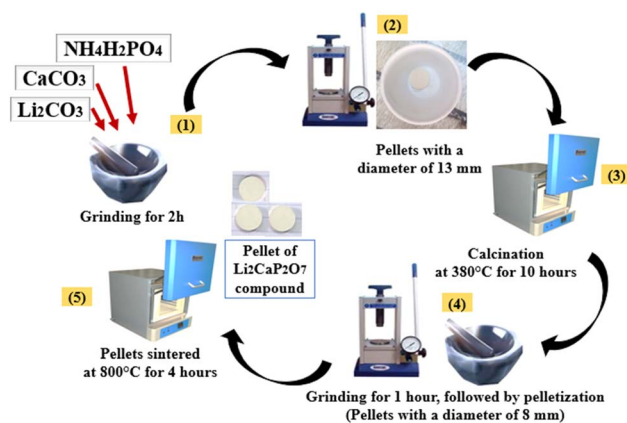 NH4H2PO4
CaCO3
Li2CO3
(1)
Grinding for 2h
(2)
Pellets with a
diameter of 13 mm
(3)
Calcination
at 380°C for 10 hours
(4)
Grinding for 1 hour, followed by pelletization
(Pellets with a diameter of 8 mm)
(5)
Pellets sintered
at 800°C for 4 hours
Pellet of
Li2CaP2O7
compound